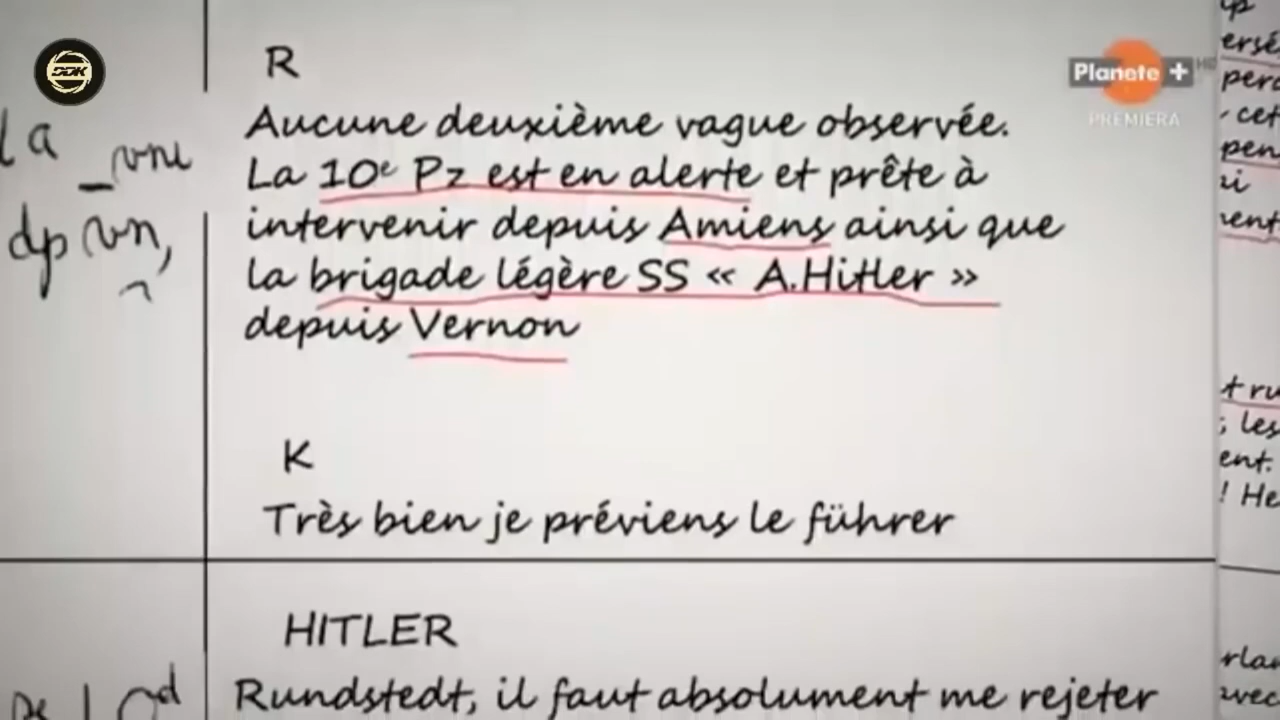 DDK
Planete +
PREMIERA
R
Aucune deuxième vague observée.
La 10e Pz est en alerte et prête à
intervenir depuis Amiens ainsi que
la brigade légère SS « A.Hitler »
depuis Vernon
K
Très bien je préviens le führer
HITLER
Rundstedt, il faut absolument me rejeter
la